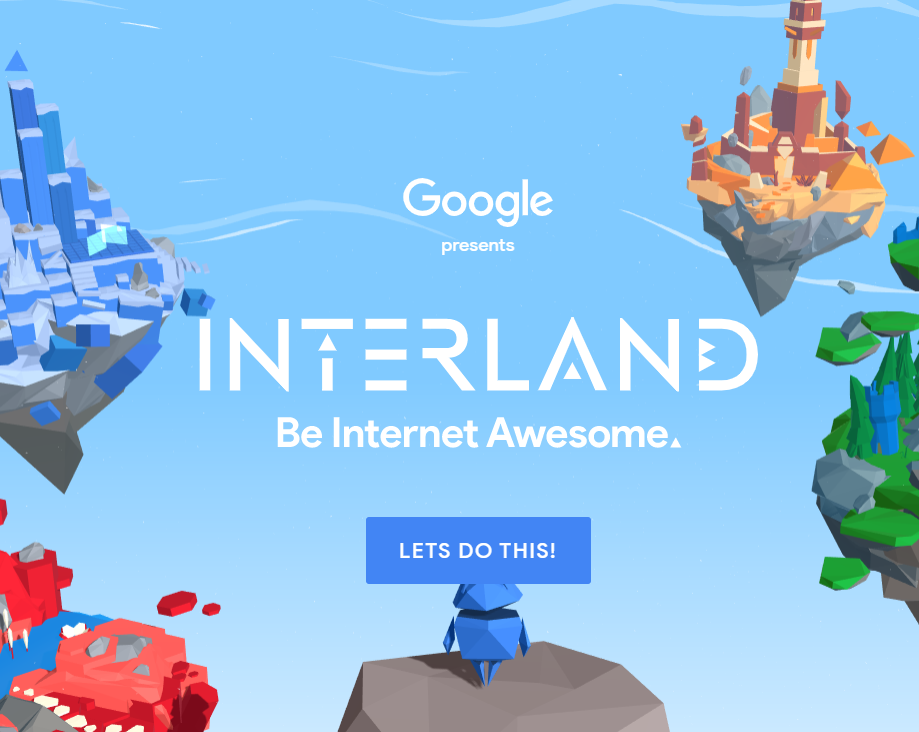 Google
presents
INTERLAND
Be Internet Awesome.
LETS DO THIS!